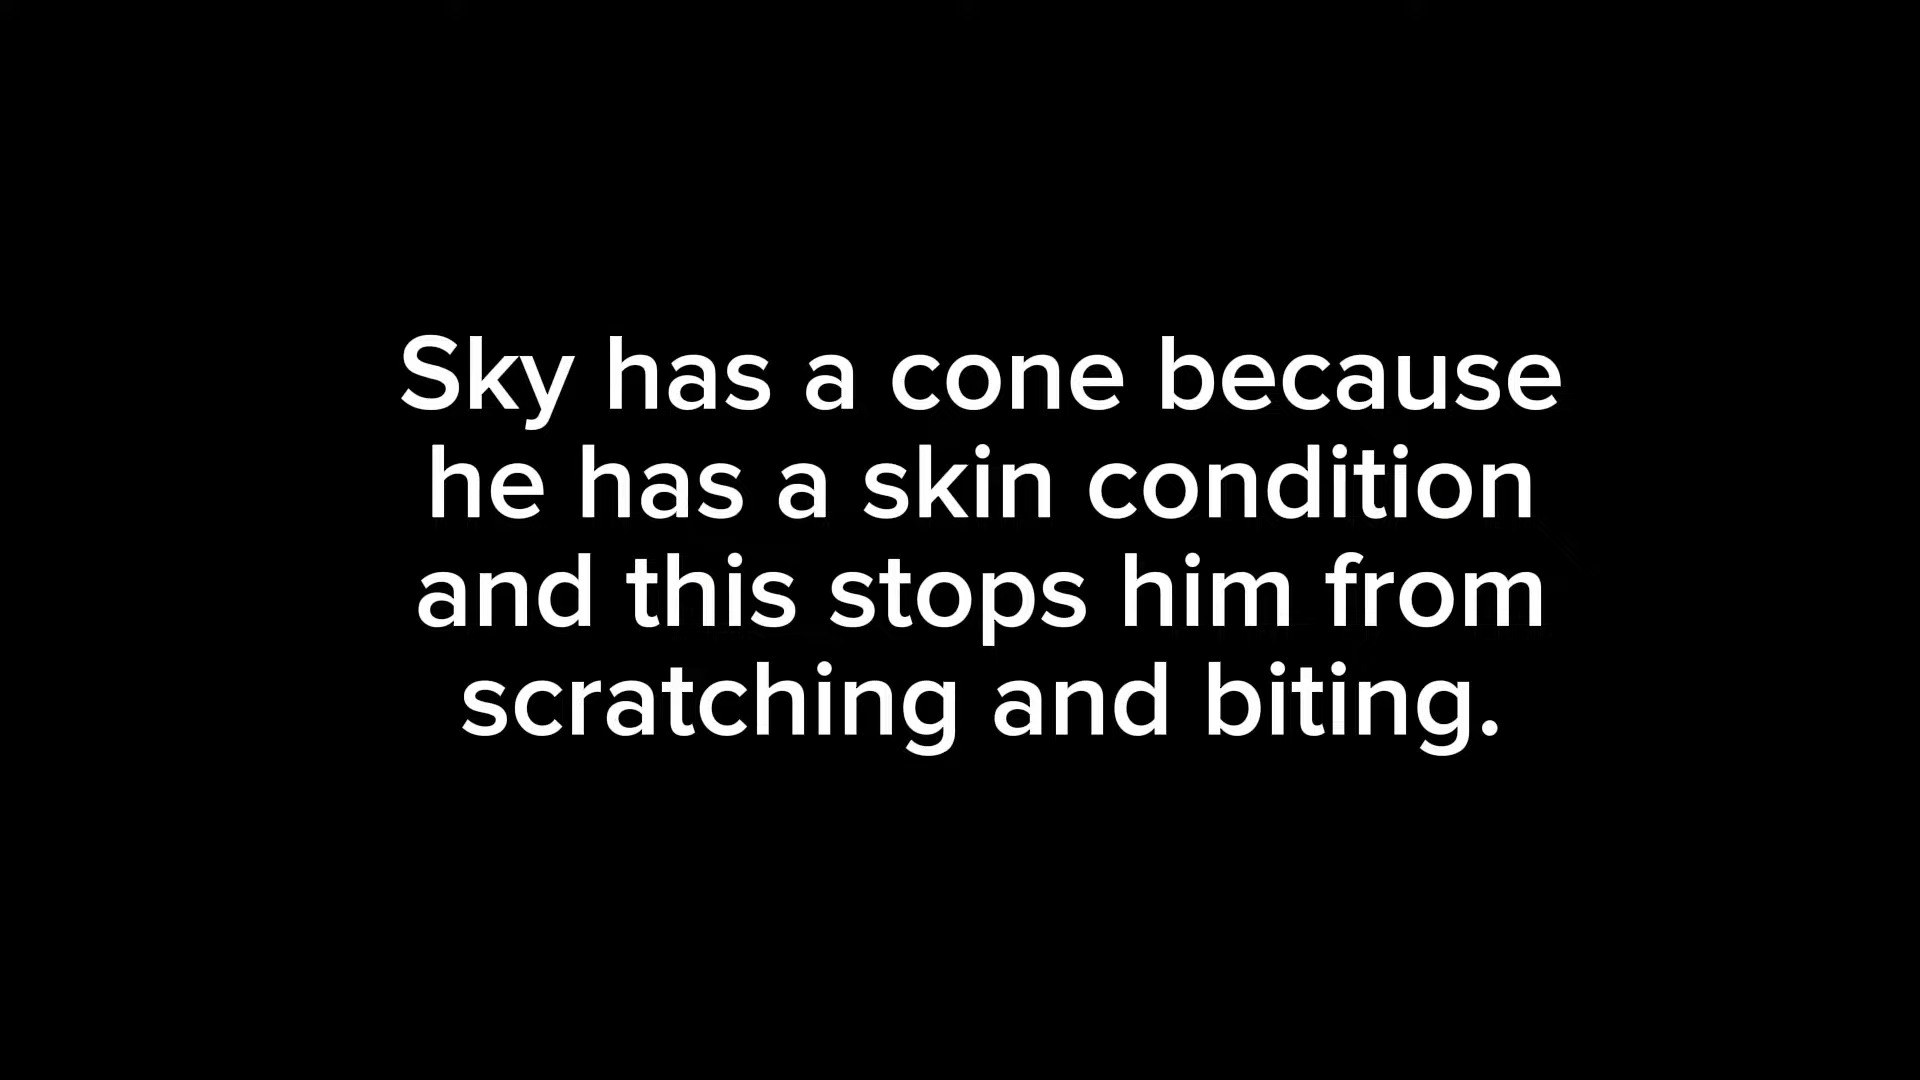 Sky has a cone because
he has a skin condition
and this stops him from
scratching and biting.